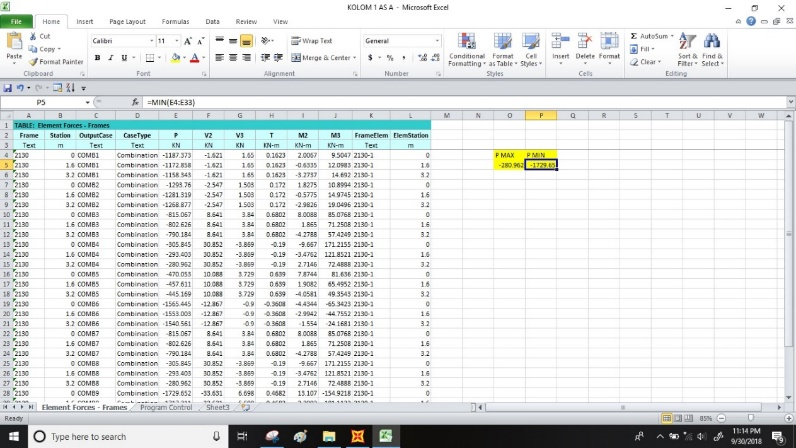 KOLOM 1 AS A - Microsoft Excel
File Home Insert Page Layout Formulas Data Review View
Cut
Copy
Format Painter
Paste
Clipboard
Calibri 11
B I U
Font
Wrap Text
Merge & Center
Alignment
General
$ % ,
Number
Conditional Formatting
Format as Table
Cell Styles
Styles
Insert Delete Format
Cells
AutoSum
Fill
Clear
Sort & Filter
Find & Select
Editing
P5 fx =MIN(E4:E33)
A B C D E F G H I J K L M N O P Q R S T U V W
1 TABLE: Element Forces - Frames
2 Frame Station OutputCase CaseType P V2 V3 T M2 M3 FrameElem ElemStation
3 Text m Text Text KN KN KN KN-m KN-m KN-m Text m
4 2130 0 COMB1 Combination -1187.373 -1.621 1.65 0.1623 2.0067 9.5047 2130-1 0 P MAX P MIN
5 2130 1.6 COMB1 Combination -1172.858 -1.621 1.65 0.1623 -0.6335 12.0983 2130-1 1.6 -280.962 -1729.65
6 2130 3.2 COMB1 Combination -1158.343 -1.621 1.65 0.1623 -3.2737 14.692 2130-1 3.2
7 2130 0 COMB2 Combination -1293.76 -2.547 1.503 0.172 1.8275 10.8994 2130-1 0
8 2130 1.6 COMB2 Combination -1281.319 -2.547 1.503 0.172 -0.5775 14.9745 2130-1 1.6
9 2130 3.2 COMB2 Combination -1268.877 -2.547 1.503 0.172 -2.9826 19.0496 2130-1 3.2
10 2130 0 COMB3 Combination -815.067 8.641 3.84 0.6802 8.0088 85.0768 2130-1 0
11 2130 1.6 COMB3 Combination -802.626 8.641 3.84 0.6802 1.865 71.2508 2130-1 1.6
12 2130 3.2 COMB3 Combination -790.184 8.641 3.84 0.6802 -4.2788 57.4249 2130-1 3.2
13 2130 0 COMB4 Combination -305.845 30.852 -3.869 -0.19 -9.667 171.2155 2130-1 0
14 2130 1.6 COMB4 Combination -293.403 30.852 -3.869 -0.19 -3.4762 121.8521 2130-1 1.6
15 2130 3.2 COMB4 Combination -280.962 30.852 -3.869 -0.19 2.7146 72.4888 2130-1 3.2
16 2130 0 COMB5 Combination -470.053 10.088 3.729 0.639 7.8744 81.636 2130-1 0
17 2130 1.6 COMB5 Combination -457.611 10.088 3.729 0.639 1.9082 65.4952 2130-1 1.6
18 2130 3.2 COMB5 Combination -445.169 10.088 3.729 0.639 -4.0581 49.3543 2130-1 3.2
19 2130 0 COMB6 Combination -1565.445 -12.867 -0.9 -0.3608 -4.4344 -65.3423 2130-1 0
20 2130 1.6 COMB6 Combination -1553.003 -12.867 -0.9 -0.3608 -2.9942 -44.7552 2130-1 1.6
21 2130 3.2 COMB6 Combination -1540.561 -12.867 -0.9 -0.3608 -1.554 -24.1681 2130-1 3.2
22 2130 0 COMB7 Combination -815.067 8.641 3.84 0.6802 8.0088 85.0768 2130-1 0
23 2130 1.6 COMB7 Combination -802.626 8.641 3.84 0.6802 1.865 71.2508 2130-1 1.6
24 2130 3.2 COMB7 Combination -790.184 8.641 3.84 0.6802 -4.2788 57.4249 2130-1 3.2
25 2130 0 COMB8 Combination -305.845 30.852 -3.869 -0.19 -9.667 171.2155 2130-1 0
26 2130 1.6 COMB8 Combination -293.403 30.852 -3.869 -0.19 -3.4762 121.8521 2130-1 1.6
27 2130 3.2 COMB8 Combination -280.962 30.852 -3.869 -0.19 2.7146 72.4888 2130-1 3.2
28 2130 0 COMB9 Combination -1729.652 -33.631 6.698 0.4682 13.107 -154.9218 2130-1 0
Element Forces - Frames Program Control Sheet3
Ready 85%
Type here to search
11:14 PM
9/30/2018